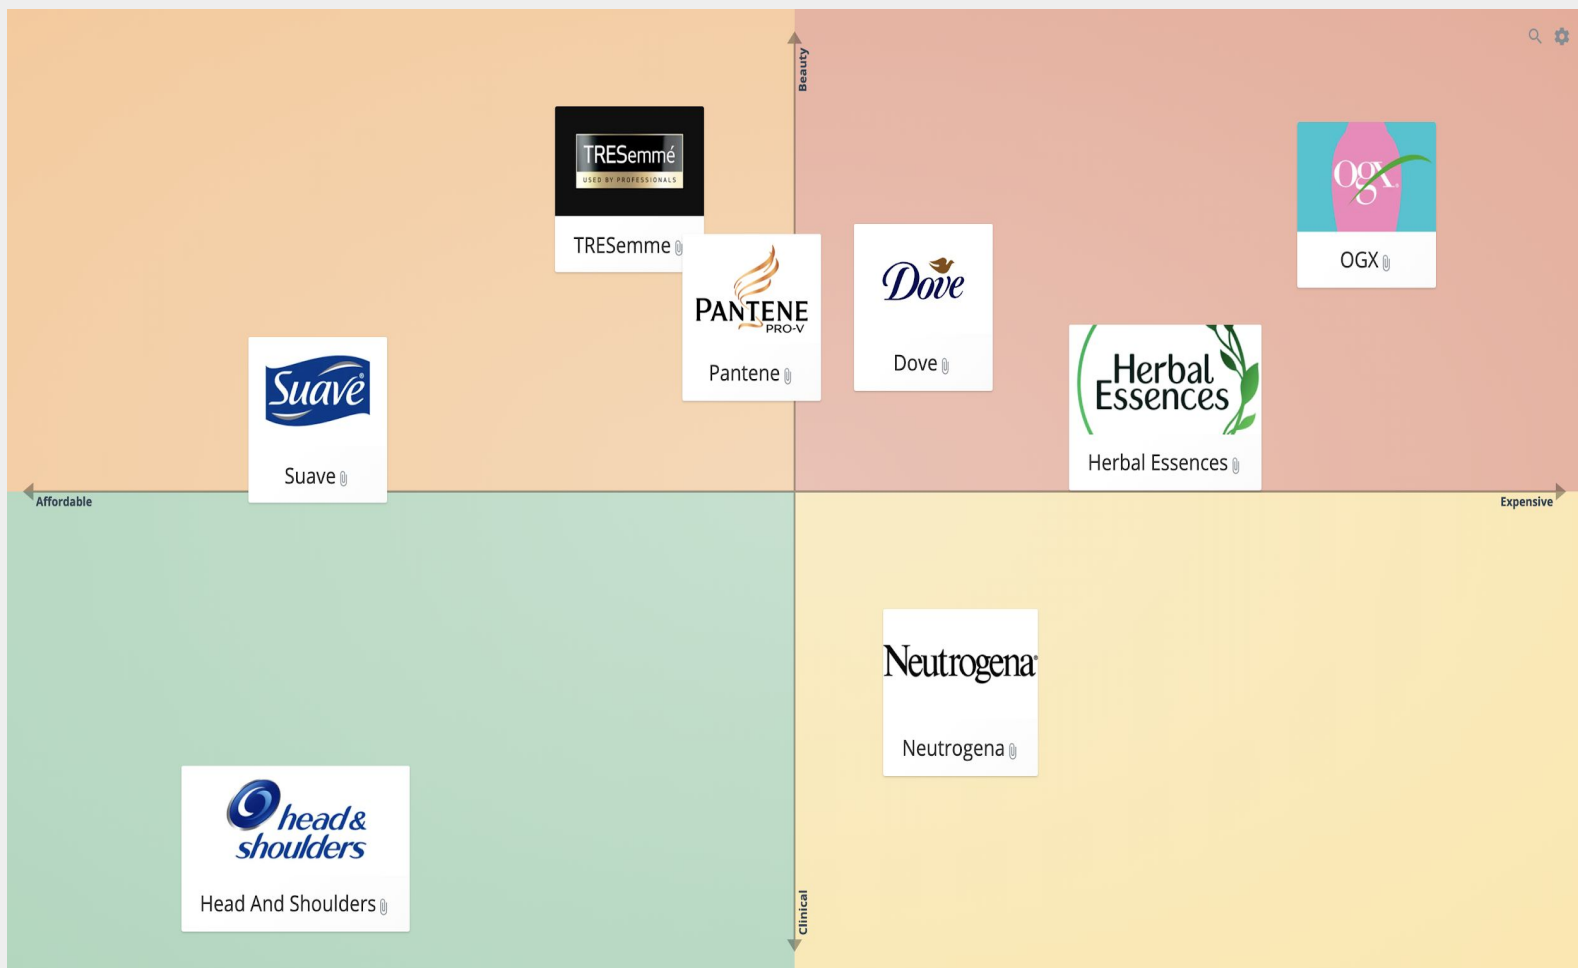 Beauty
TRESemmé
USED BY PROFESSIONALS
TRESemme
Ogx
OGX
PANTENE
PRO-V
Pantene
Dove
Dove
Suave
Suave
Herbal
Essences
Herbal Essences
Affordable
Expensive
Neutrogena
Neutrogena
head &
shoulders
Head And Shoulders
Clinical